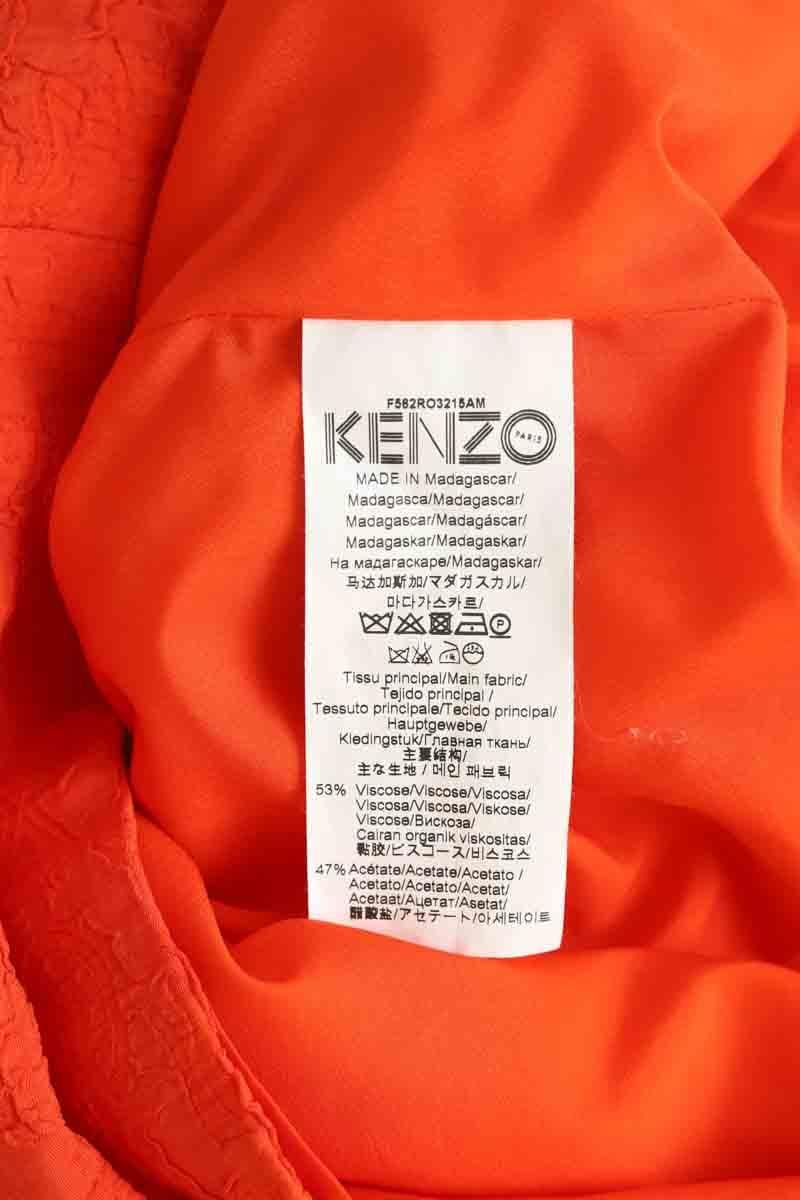 F562RO3215AM
KENZO PARIS
MADE IN Madagascar/
Madagasca/Madagascar/
Madagascar/Madagáscar/
Madagaskar/Madagaskar/
На мадагаскаре/Madagaskar/
马达加斯加/マダガスカル/
마다가스카르/
Tissu principal/Main fabric/
Tejido principal /
Tessuto principale/Tecido principal/
Hauptgewebe/
Kledingstuk/Главная ткань/
主要结构/
主な生地 / 메인 패브릭
53% Viscose/Viscose/Viscosa/
Viscosa/Viscosa/Viskose/
Viscose/Вискоза/
Cairan organik viskositas/
黏胶/ビスコース/비스코스
47% Acétate/Acetate/Acetato /
Acetato/Acetato/Acetat/
Acetaat/Ацетат/Asetat/
醋酸盐/アセテート/아세테이트